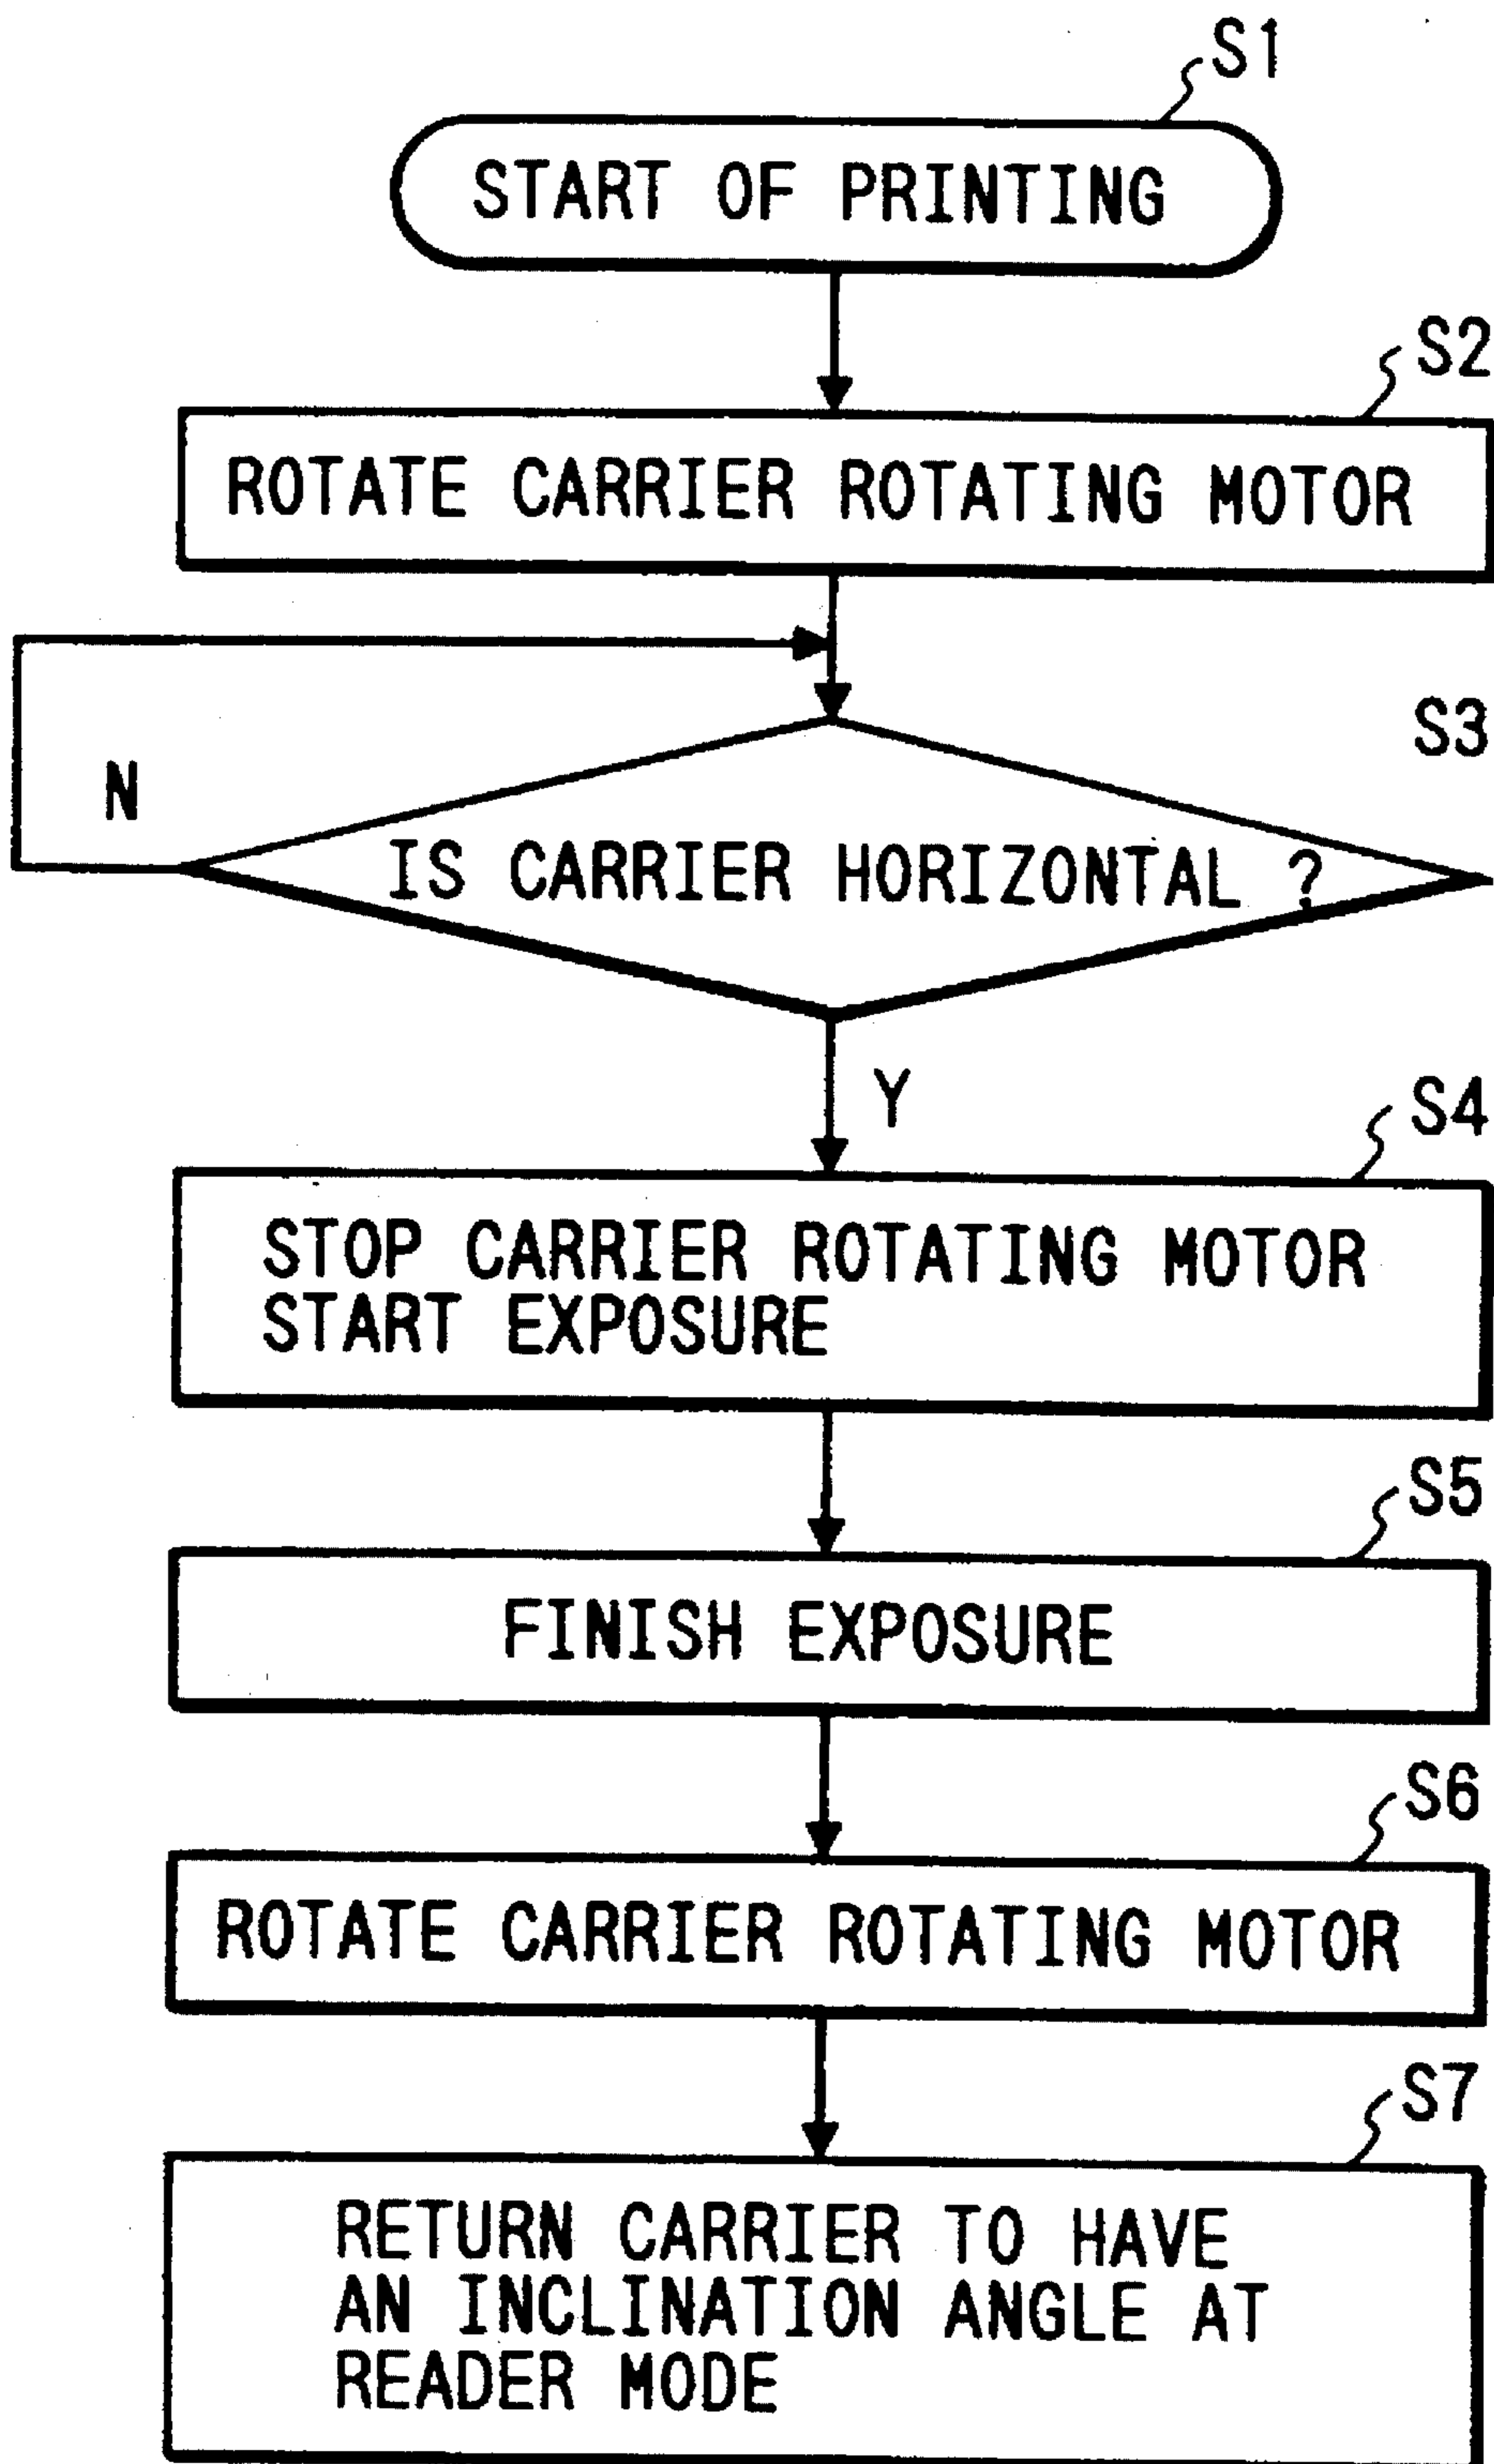 S1
START OF PRINTING
S2
ROTATE CARRIER ROTATING MOTOR
S3
N
IS CARRIER HORIZONTAL ?
Y
S4
STOP CARRIER ROTATING MOTOR
START EXPOSURE
S5
FINISH EXPOSURE
S6
ROTATE CARRIER ROTATING MOTOR
S7
RETURN CARRIER TO HAVE
AN INCLINATION ANGLE AT
READER MODE